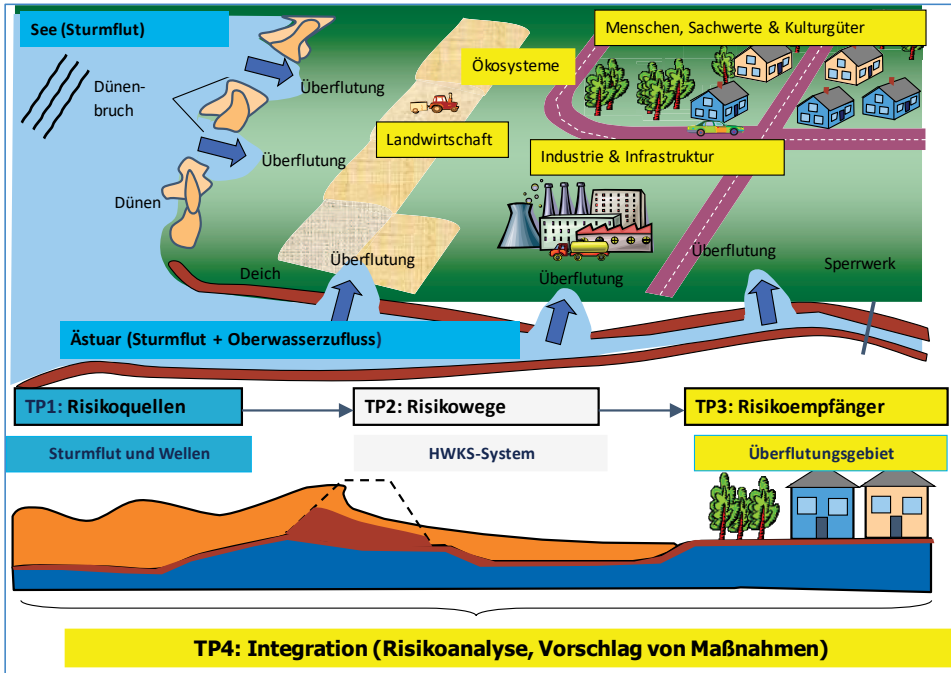 See (Sturmflut)
Menschen, Sachwerte & Kulturgüter
Ökosysteme
Dünen-
bruch
Überflutung
Landwirtschaft
Überflutung
Industrie & Infrastruktur
Dünen
Überflutung
Überflutung
Sperrwerk
Deich
Überflutung
Ästuar (Sturmflut + Oberwasserzufluss)
TP1: Risikoquellen
TP2: Risikowege
TP3: Risikoempfänger
Sturmflut und Wellen
HWKS-System
Überflutungsgebiet
TP4: Integration (Risikoanalyse, Vorschlag von Maßnahmen)